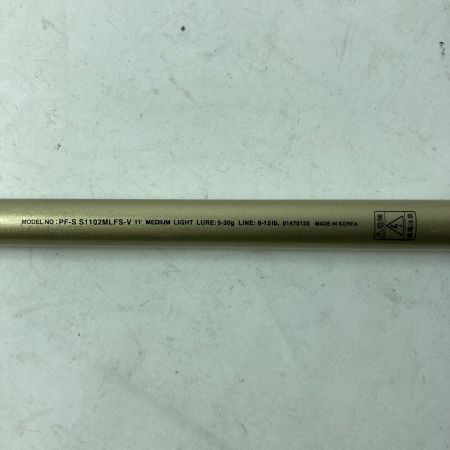 MODEL NO : PF-S S1102MLFS-V 11' MEDIUM LIGHT LURE: 5-30g LINE: 6-15lb. 01470135 MADE IN KOREA